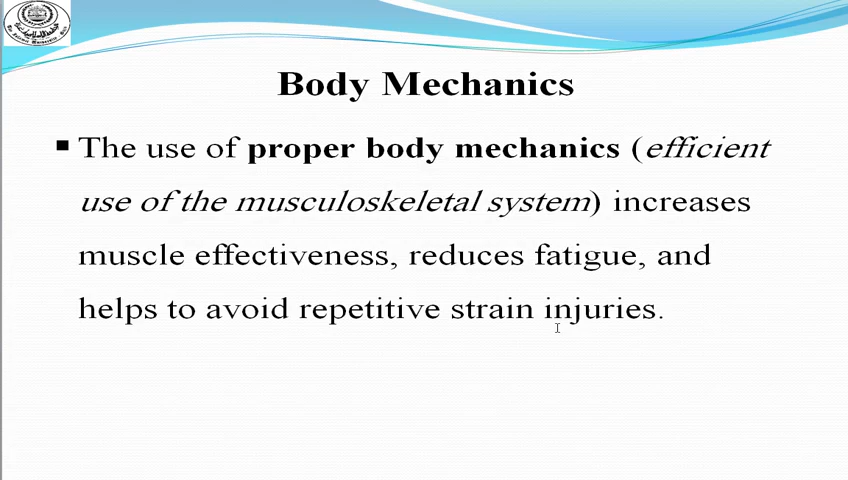 Body Mechanics
▪ The use of proper body mechanics (efficient
use of the musculoskeletal system) increases
muscle effectiveness, reduces fatigue, and
helps to avoid repetitive strain injuries.